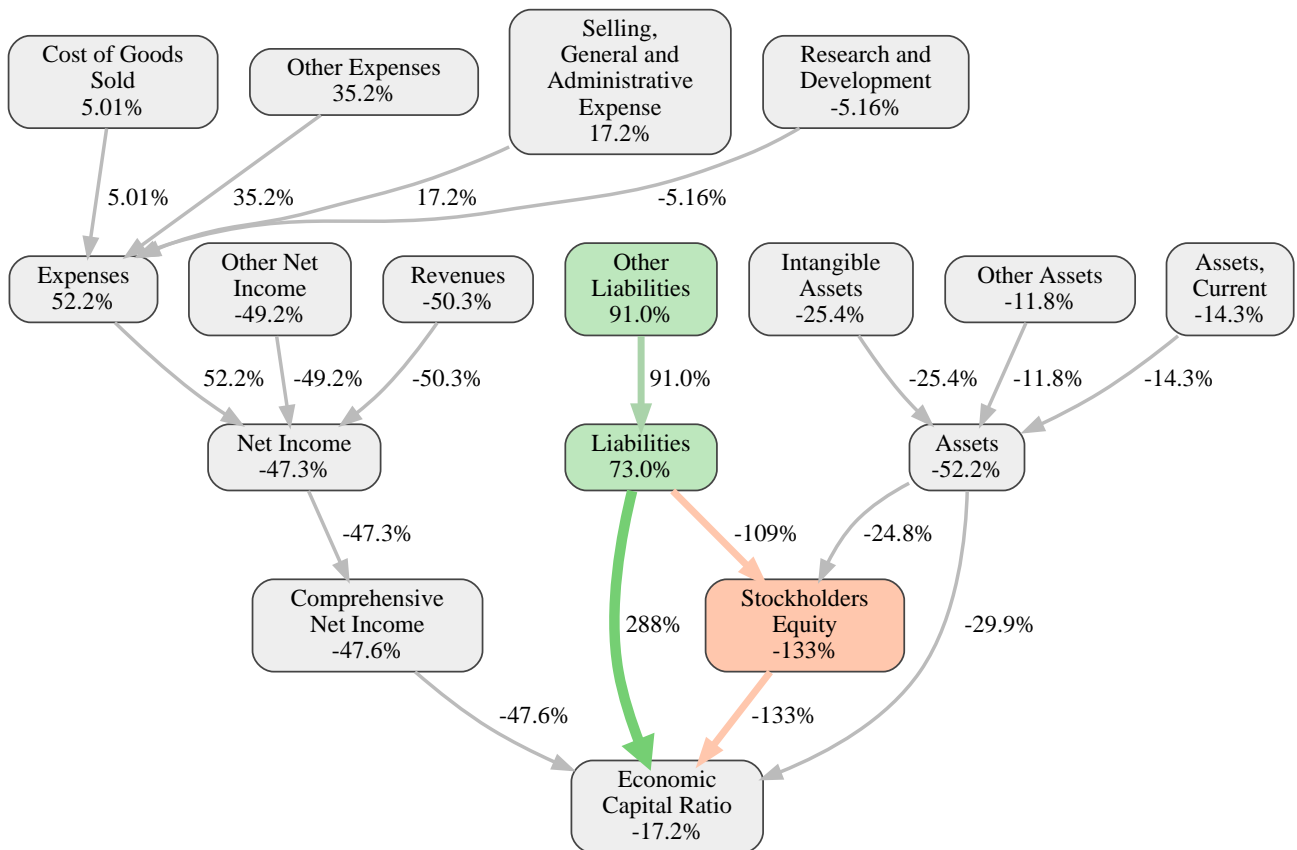 Cost of Goods
Sold
5.01%
Other Expenses
35.2%
Selling,
General and
Administrative
Expense
17.2%
Research and
Development
-5.16%
5.01%
35.2%
17.2%
-5.16%
Expenses
52.2%
Other Net
Income
-49.2%
Revenues
-50.3%
Other
Liabilities
91.0%
Intangible
Assets
-25.4%
Other Assets
-11.8%
Assets,
Current
-14.3%
52.2%
-49.2%
-50.3%
91.0%
-25.4%
-11.8%
-14.3%
Net Income
-47.3%
Liabilities
73.0%
Assets
-52.2%
-47.3%
-109%
-24.8%
Comprehensive
Net Income
-47.6%
288%
Stockholders
Equity
-133%
-29.9%
-47.6%
-133%
Economic
Capital Ratio
-17.2%